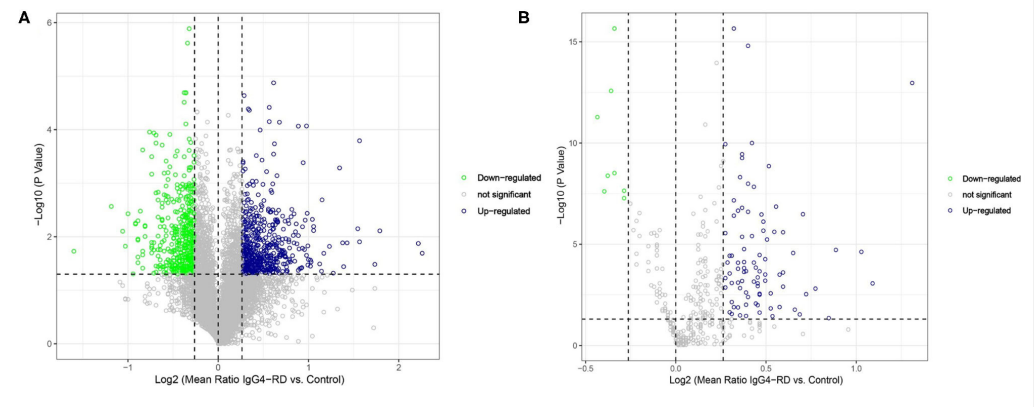 A
6
4
2
0
−Log10 (P Value)
−1
0
1
2
Log2 (Mean Ratio IgG4−RD vs. Control)
Down−regulated
not significant
Up−regulated
B
15
10
5
0
−Log10 (P Value)
−0.5
0.0
0.5
1.0
Log2 (Mean Ratio IgG4−RD vs. Control)
Down−regulated
not significant
Up−regulated